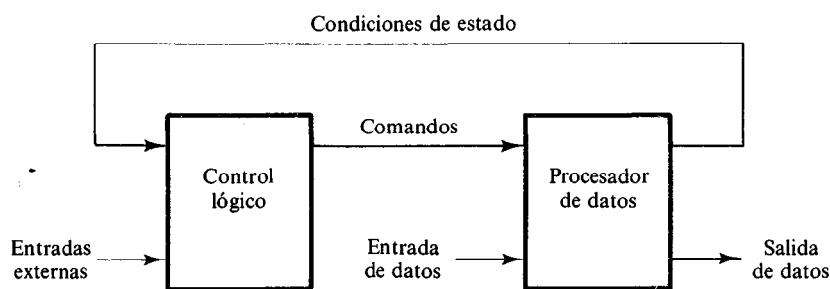 Condiciones de estado
Comandos
Control
lógico
Procesador
de datos
Entradas
externas
Entrada
de datos
Salida
de datos